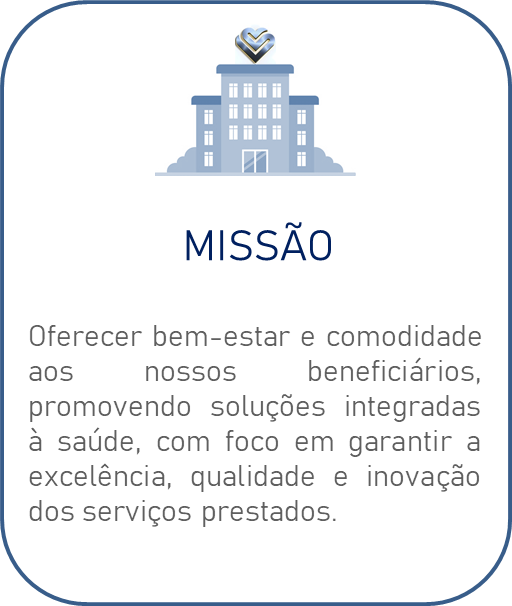 MISSÃO
Oferecer bem-estar e comodidade
aos nossos beneficiários,
promovendo soluções integradas
à saúde, com foco em garantir a
excelência, qualidade e inovação
dos serviços prestados.